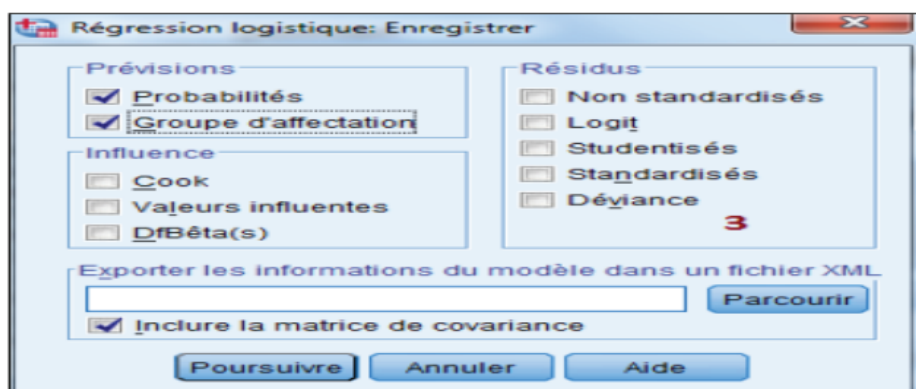 Régression logistique: Enregistrer
Prévisions
Probabilités
Groupe d'affectation
Influence
Cook
Valeurs influentes
DfBêta(s)
Résidus
Non standardisés
Logit
Studentisés
Standardisés
Déviance
3
Exporter les informations du modèle dans un fichier XML
Parcourir
Inclure la matrice de covariance
Poursuivre Annuler Aide